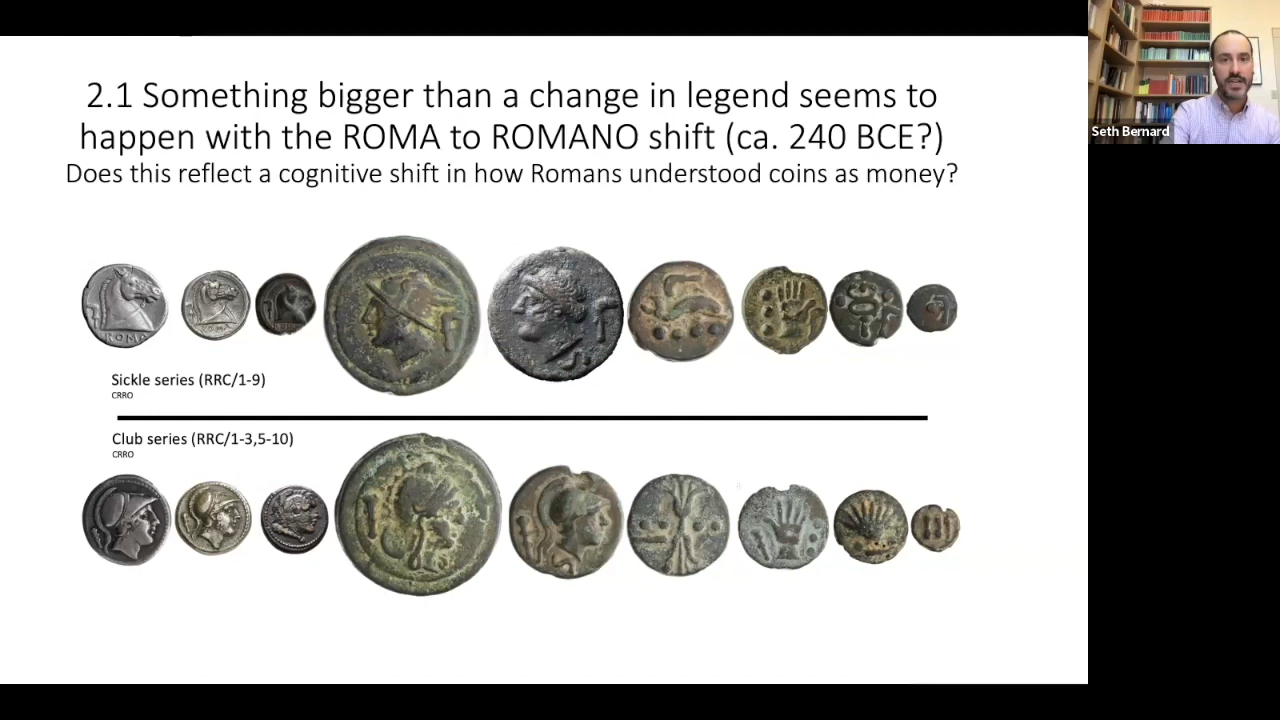 2.1 Something bigger than a change in legend seems to
happen with the ROMA to ROMANO shift (ca. 240 BCE?)
Does this reflect a cognitive shift in how Romans understood coins as money?
Seth Bernard
ROMA
Sickle series (RRC/1-9)
CRRO
Club series (RRC/1-3,5-10)
CRRO